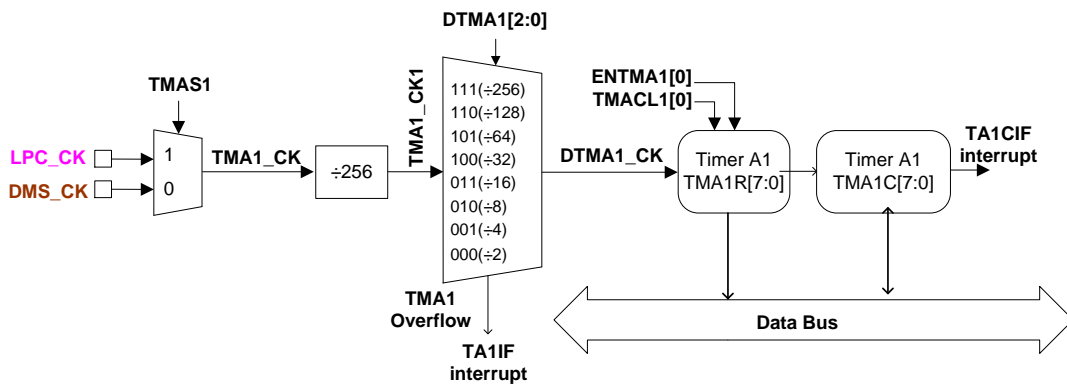 DTMA1[2:0]
TMAS1
LPC_CK
DMS_CK
1
0
TMA1_CK
÷256
TMA1_CK1
111(÷256)
110(÷128)
101(÷64)
100(÷32)
011(÷16)
010(÷8)
001(÷4)
000(÷2)
TMA1
Overflow
TA1IF
interrupt
DTMA1_CK
ENTMA1[0]
TMACL1[0]
Timer A1
TMA1R[7:0]
Timer A1
TMA1C[7:0]
TA1CIF
interrupt
Data Bus